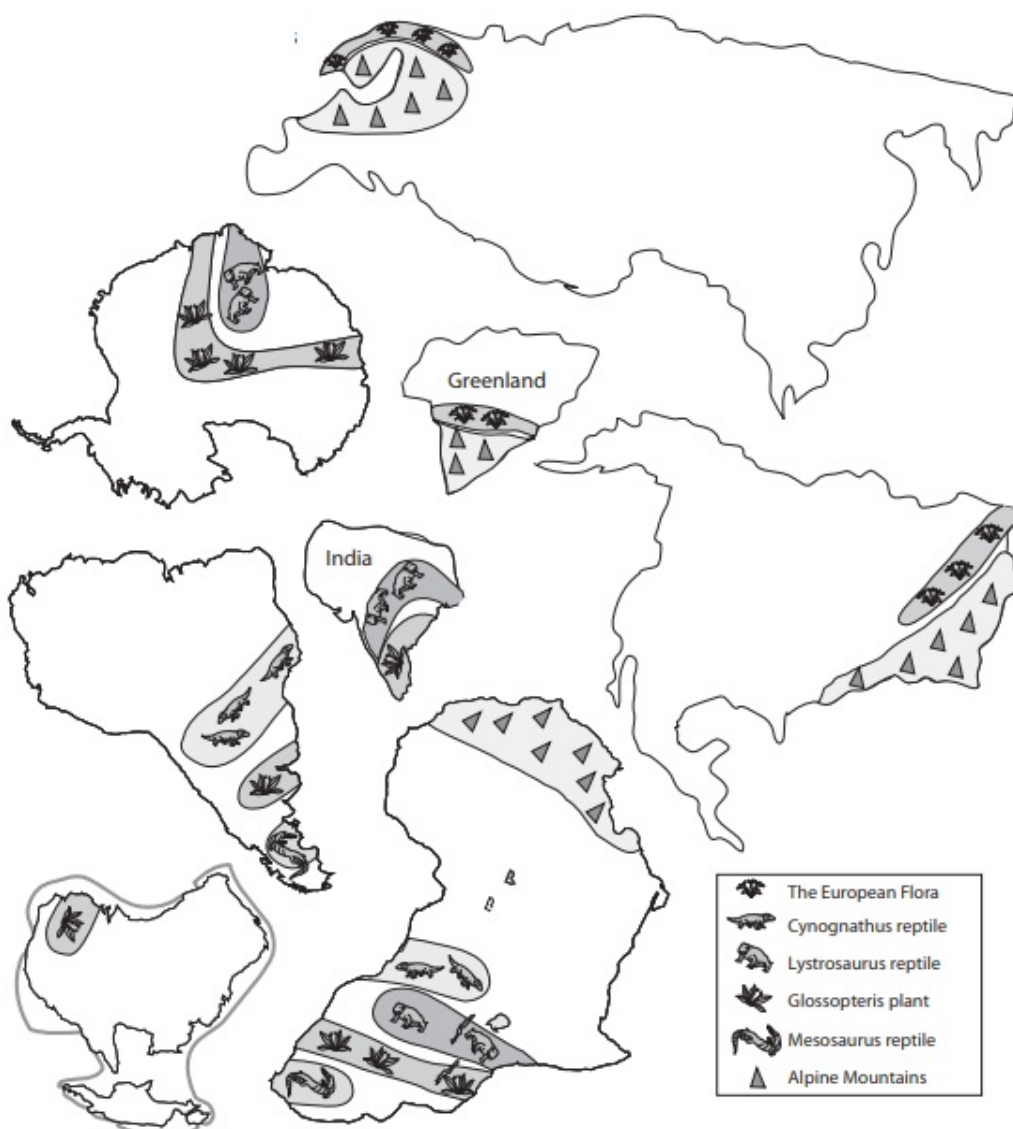 Greenland
India
The European Flora
Cynognathus reptile
Lystrosaurus reptile
Glossopteris plant
Mesosaurus reptile
Alpine Mountains